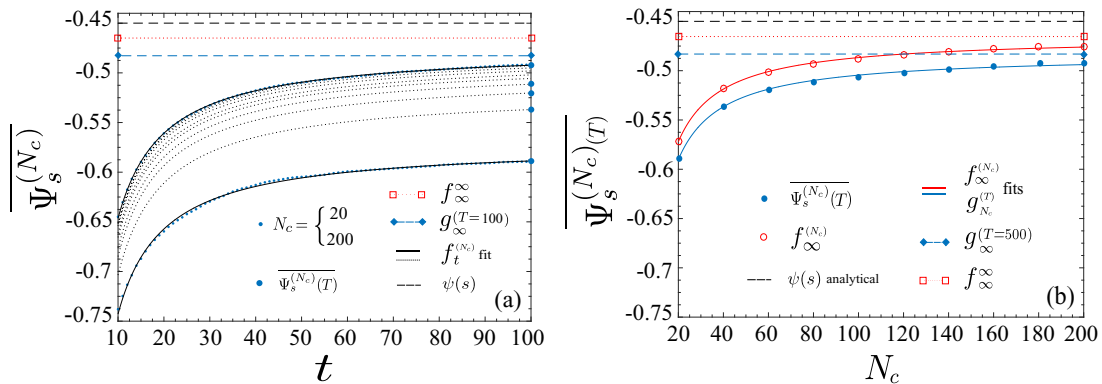 t
-0.45
-0.5
-0.55
-0.6
-0.65
-0.7
-0.75
10 20 30 40 50 60 70 80 90 100
\overline{Ψ_s^{(N_c)}}
N_c = { 20
200
\overline{Ψ_s^{(N_c)}(T)}
f_∞^∞
g_∞^{(T=100)}
f_t^{(N_c)} fit
ψ(s)
(a)
-0.45
-0.5
-0.55
-0.6
-0.65
-0.7
-0.75
20 40 60 80 100 120 140 160 180 200
N_c
\overline{Ψ_s^{(N_c)}(T)}
\overline{Ψ_s^{(N_c)}(T)}
f_∞^{(N_c)}
ψ(s) analytical
f_∞^{(N_c)}
g_{N_c}^{(T)} fits
g_∞^{(T=500)}
f_∞^∞
(b)